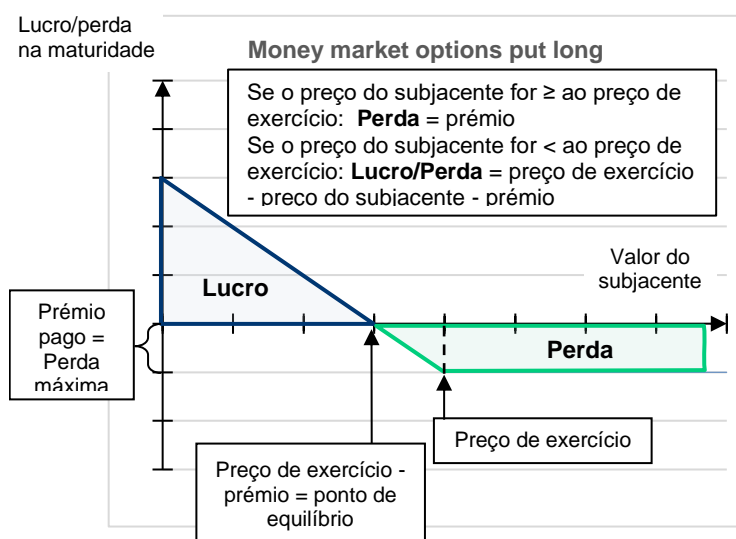 Lucro/perda
na maturidade
Money market options put long
Se o preço do subjacente for ≥ ao preço de
exercício: Perda = prémio
Se o preço do subjacente for < ao preço de
exercício: Lucro/Perda = preço de exercício
- preço do subjacente - prémio
Valor do
subjacente
Lucro
Prémio
pago =
Perda
máxima
Perda
Preço de exercício
Preço de exercício -
prémio = ponto de
equilíbrio